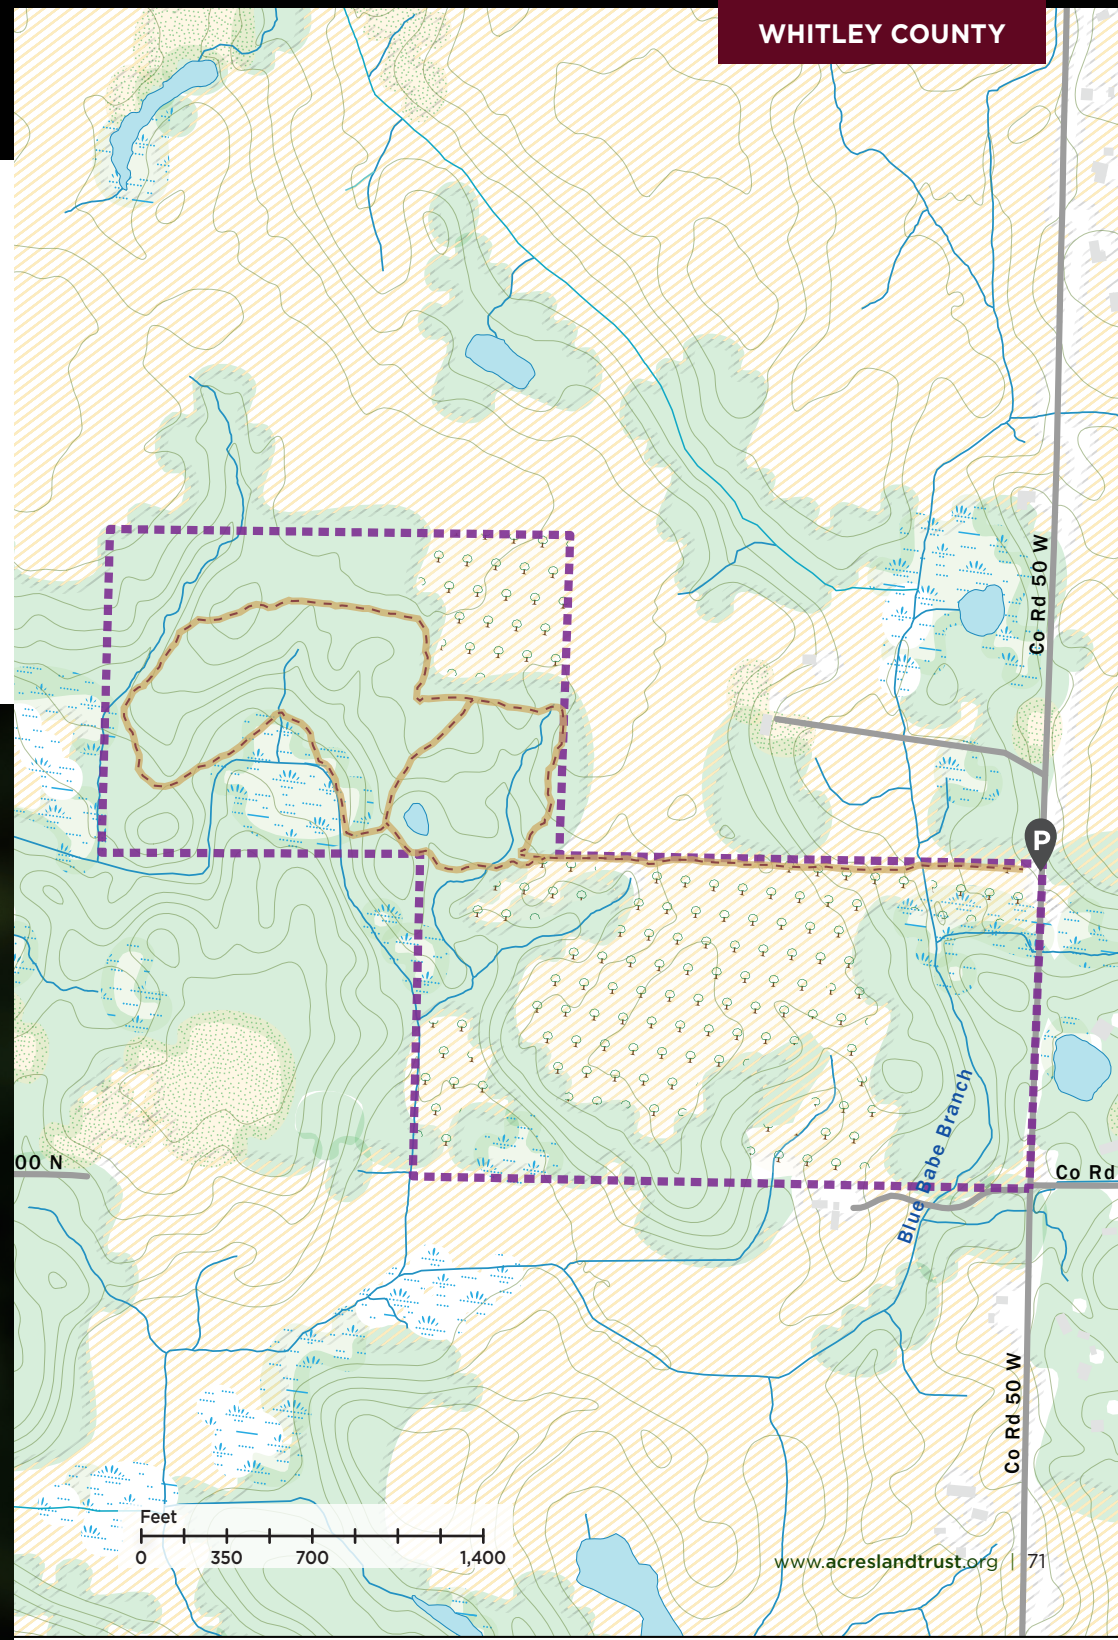 WHITLEY COUNTY
Co Rd 50 W
P
Blue Babe Branch
00 N
Co Rd
Co Rd 50 W
Feet
0 350 700 1,400
www.acreslandtrust.org | 71